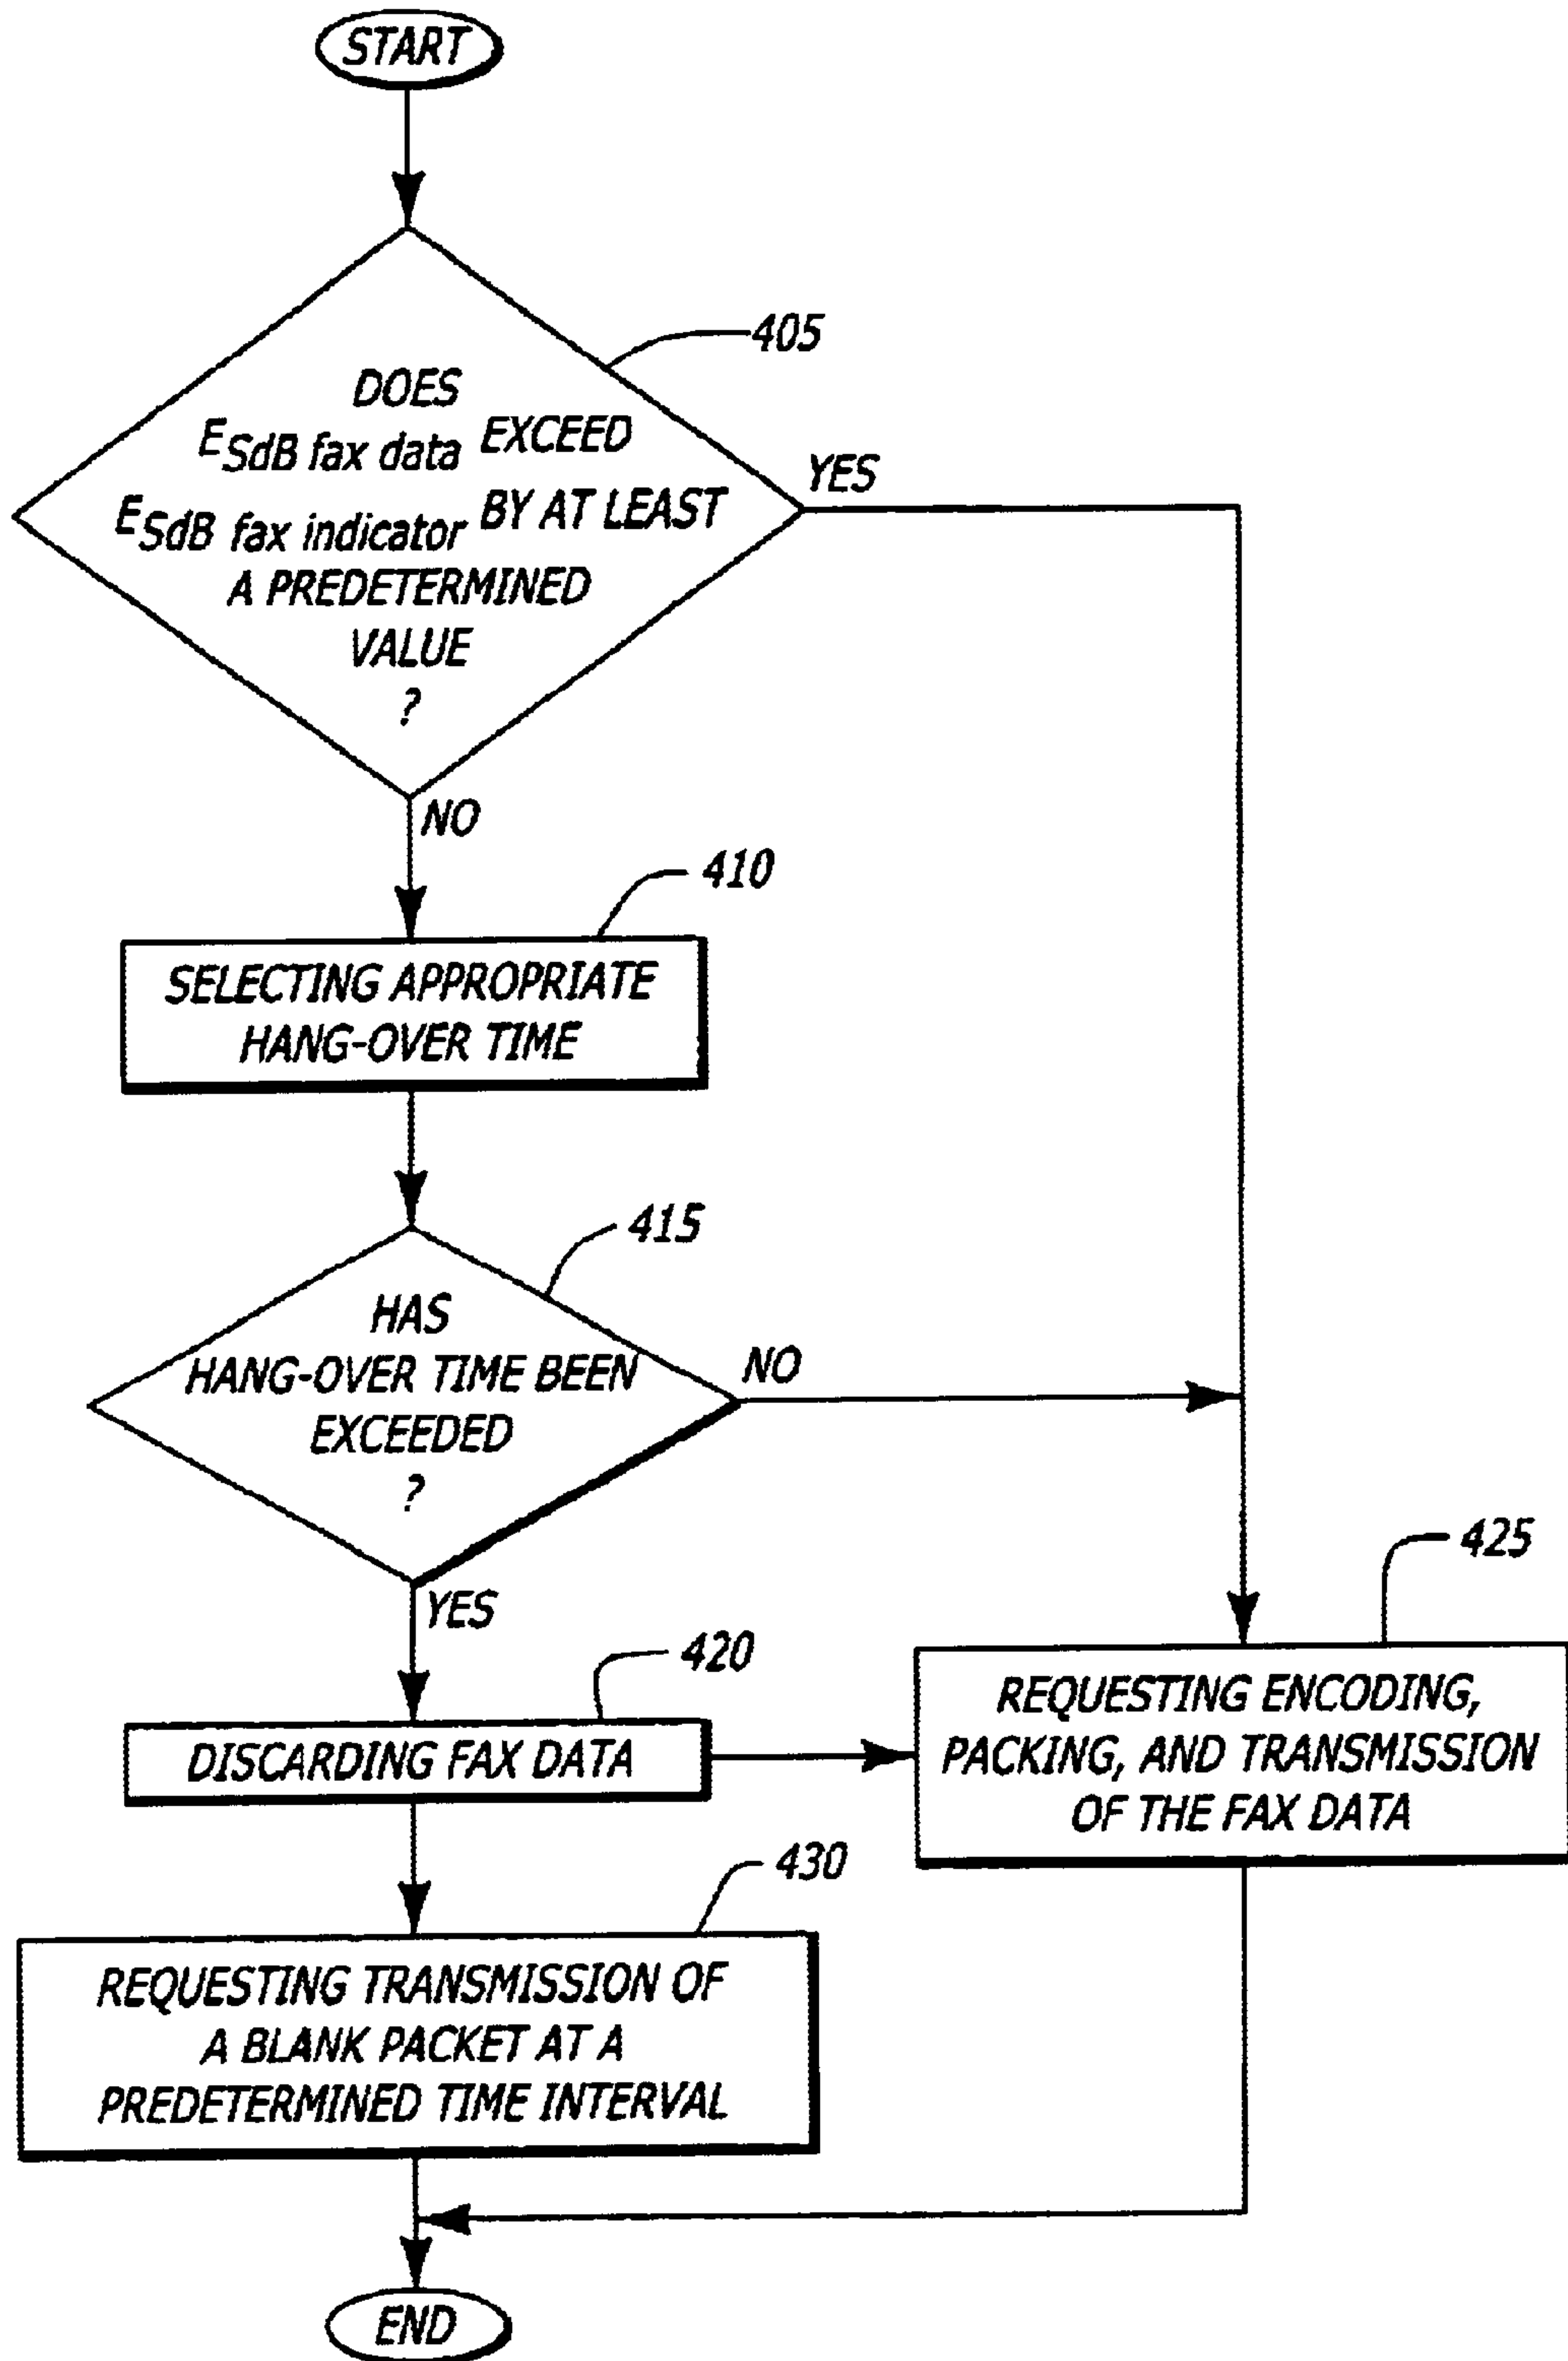 START
405
DOES
ESdB fax data EXCEED
ESdB fax indicator BY AT LEAST
A PREDETERMINED
VALUE
?
YES
NO
410
SELECTING APPROPRIATE
HANG-OVER TIME
415
HAS
HANG-OVER TIME BEEN
EXCEEDED
?
NO
YES
425
420
DISCARDING FAX DATA
REQUESTING ENCODING,
PACKING, AND TRANSMISSION
OF THE FAX DATA
430
REQUESTING TRANSMISSION OF
A BLANK PACKET AT A
PREDETERMINED TIME INTERVAL
END